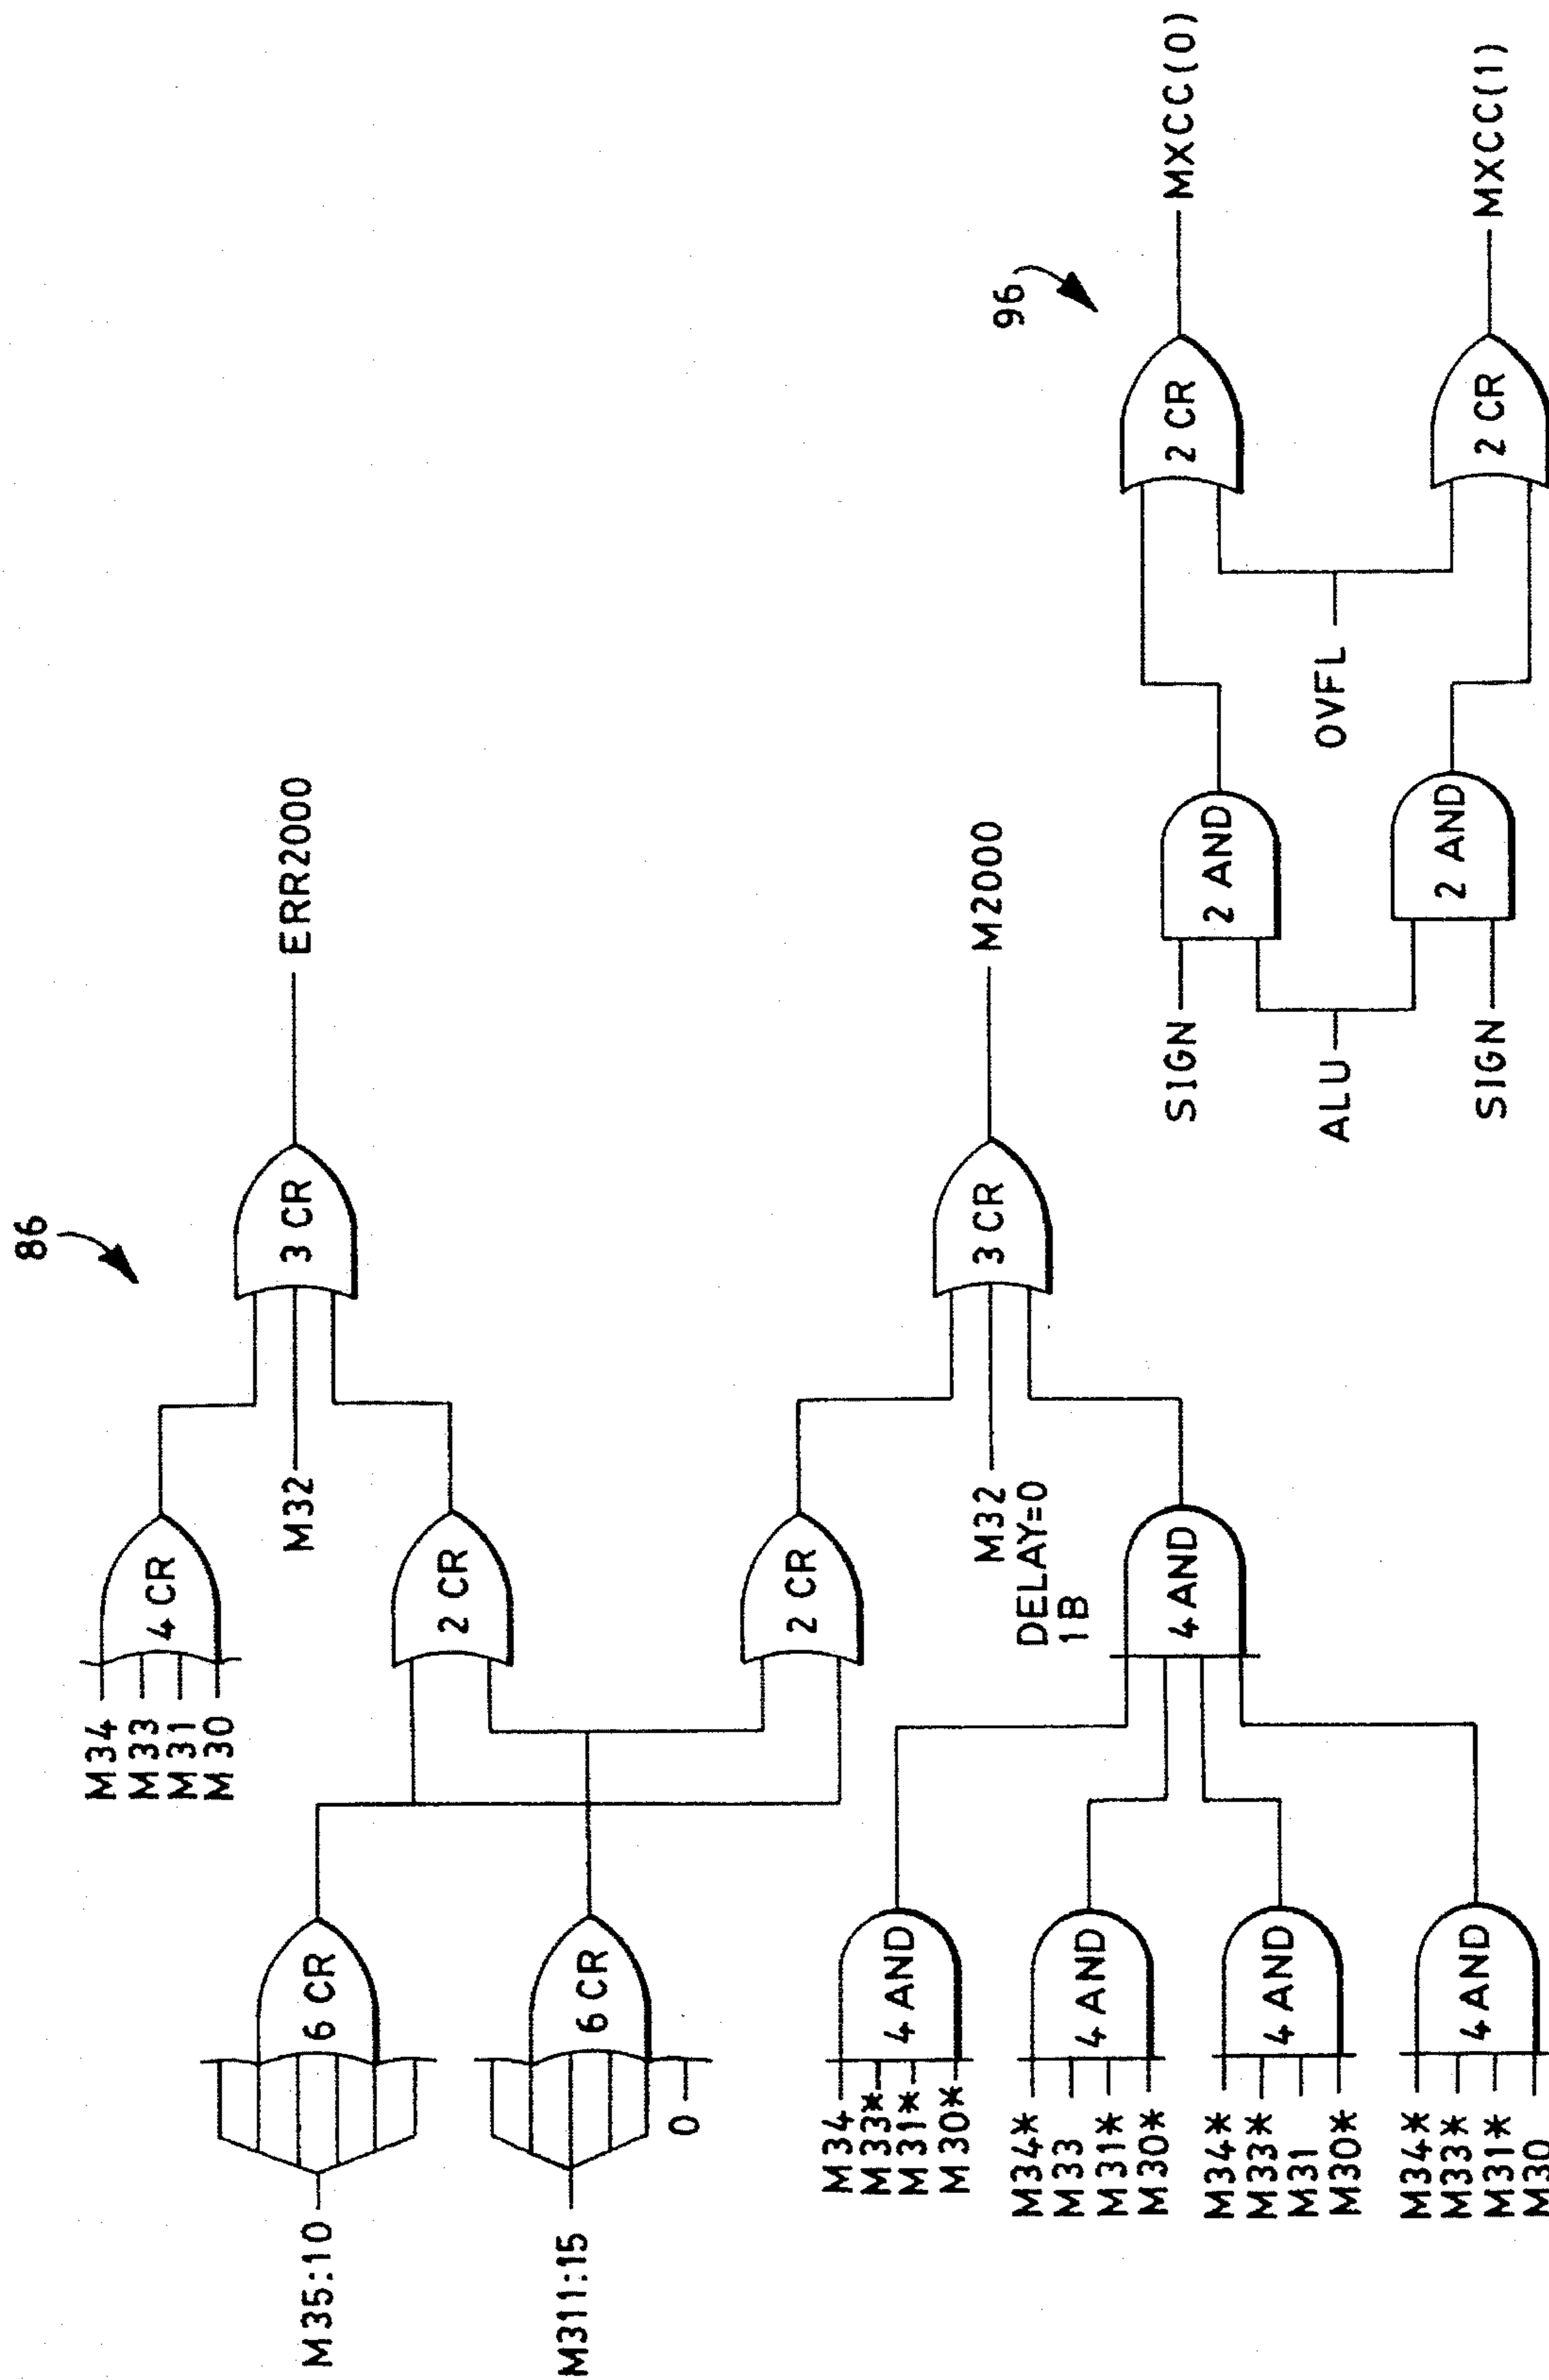 86
M34
M33
M31
M30
4 CR
M32
3 CR
ERR2000
M35:10
6 CR
2 CR
M311:15
6 CR
0
2 CR
M32
DELAY=0
1B
3 CR
M2000
M34
M33*
M31*
M30*
4 AND
M34*
M33
M31*
M30*
4 AND
4 AND
M34*
M33*
M31
M30*
4 AND
M34*
M33*
M31*
M30
4 AND
96
SIGN
2 AND
2 CR
MXCC(0)
ALU
OVFL
SIGN
2 AND
2 CR
MXCC(1)